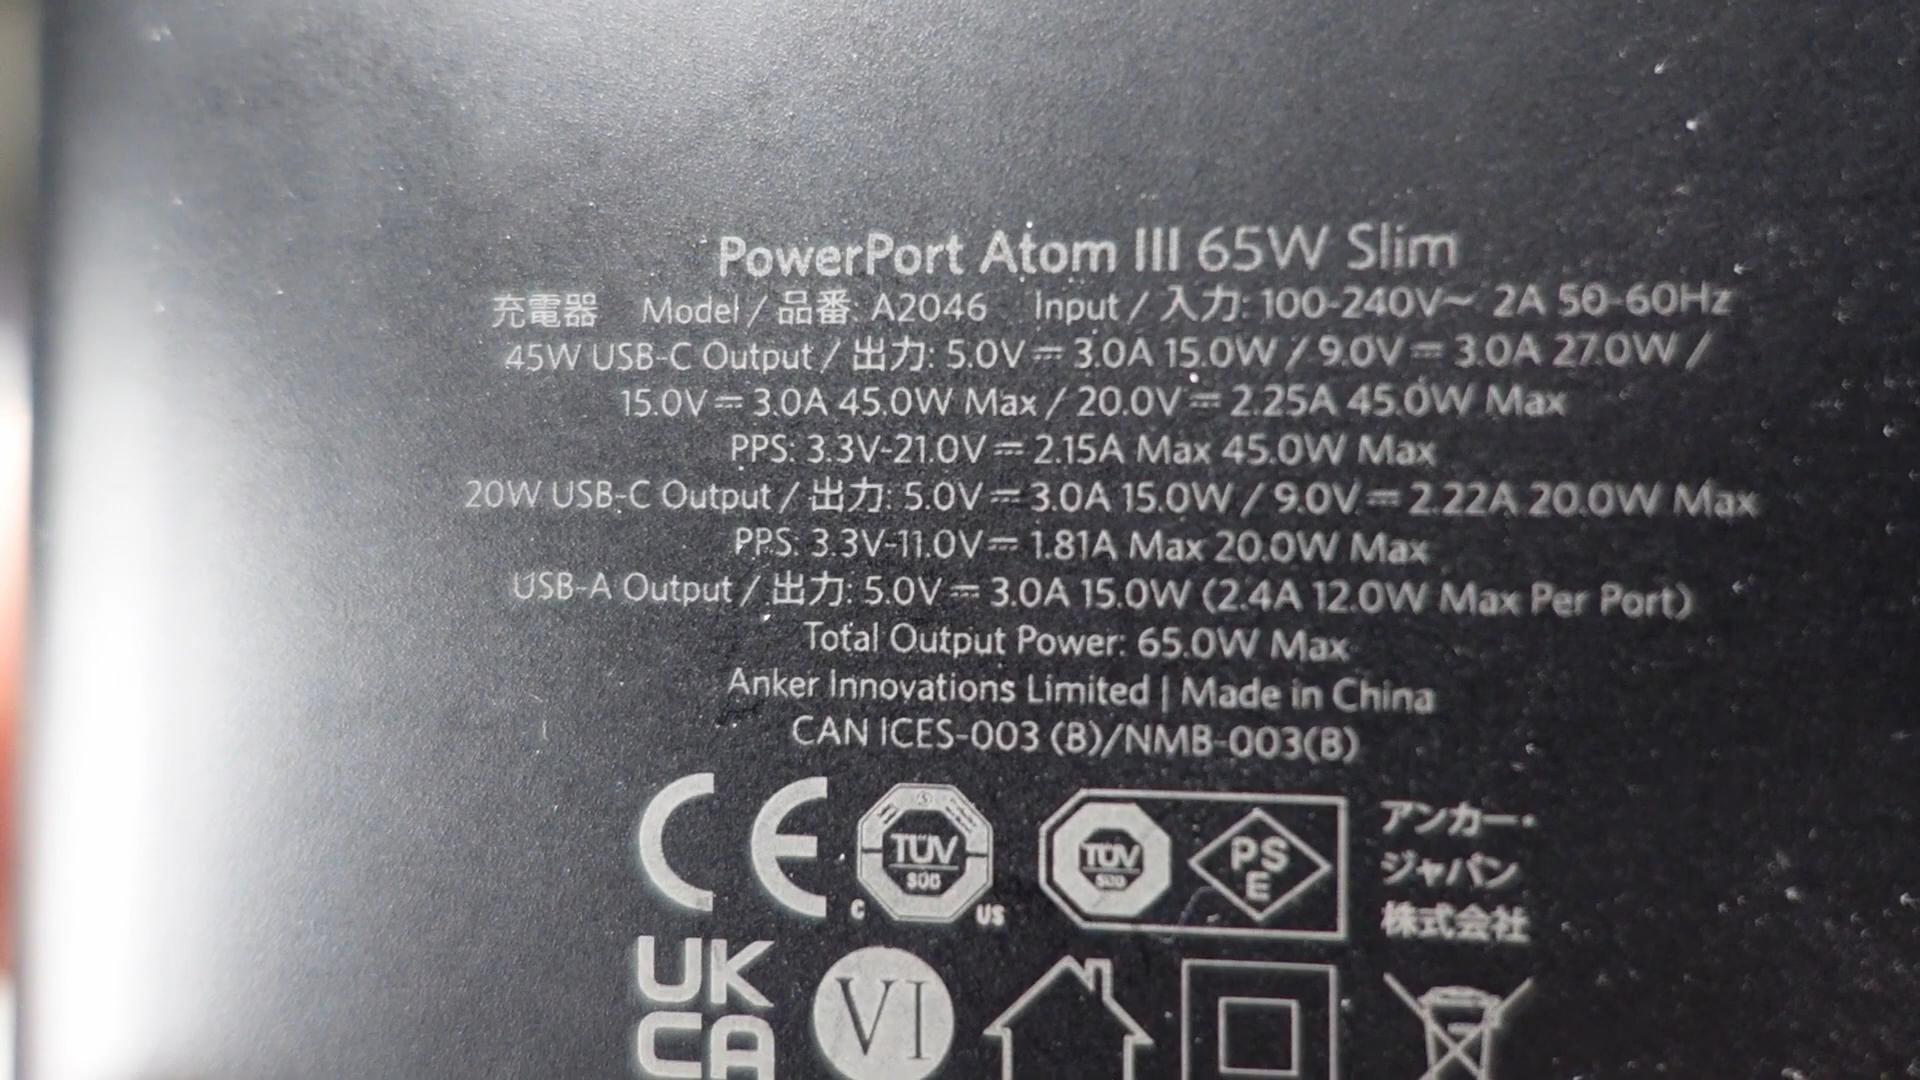 PowerPort Atom III 65W Slim
充電器 Model / 品番: A2046 Input / 入力: 100-240V~ 2A 50-60Hz
45W USB-C Output / 出力: 5.0V⎓3.0A 15.0W / 9.0V⎓3.0A 27.0W /
15.0V⎓3.0A 45.0W Max / 20.0V⎓2.25A 45.0W Max
PPS: 3.3V-21.0V⎓2.15A Max 45.0W Max
20W USB-C Output / 出力: 5.0V⎓3.0A 15.0W / 9.0V⎓2.22A 20.0W Max
PPS: 3.3V-11.0V⎓1.81A Max 20.0W Max
USB-A Output / 出力: 5.0V⎓3.0A 15.0W (2.4A 12.0W Max Per Port)
Total Output Power: 65.0W Max
Anker Innovations Limited | Made in China
CAN ICES-003 (B)/NMB-003(B)
CE
TÜV
SÜD
C US
TÜV
SÜD
PS
E
アンカー・
ジャパン
株式会社
UK
CA
VI